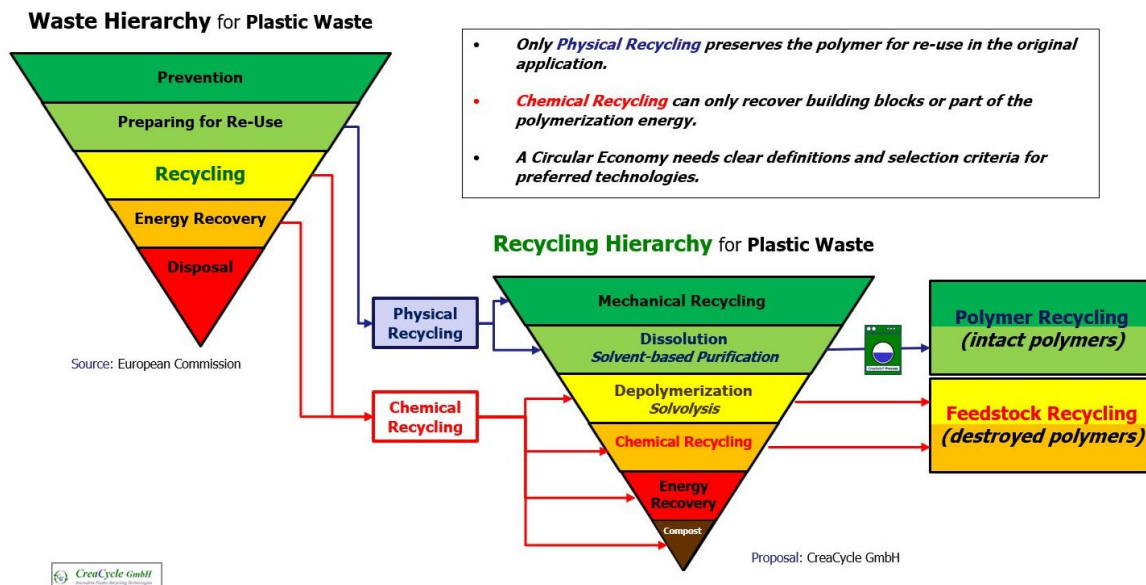 Waste Hierarchy for Plastic Waste
Prevention
Preparing for Re-Use
Recycling
Energy Recovery
Disposal
Source: European Commission
• Only Physical Recycling preserves the polymer for re-use in the original
application.
• Chemical Recycling can only recover building blocks or part of the
polymerization energy.
• A Circular Economy needs clear definitions and selection criteria for
preferred technologies.
Recycling Hierarchy for Plastic Waste
Physical
Recycling
Chemical
Recycling
Mechanical Recycling
Dissolution
Solvent-based Purification
Depolymerization
Solvolysis
Chemical Recycling
Energy
Recovery
Compost
Polymer Recycling
(intact polymers)
Feedstock Recycling
(destroyed polymers)
Proposal: CreaCycle GmbH
CreaCycle GmbH